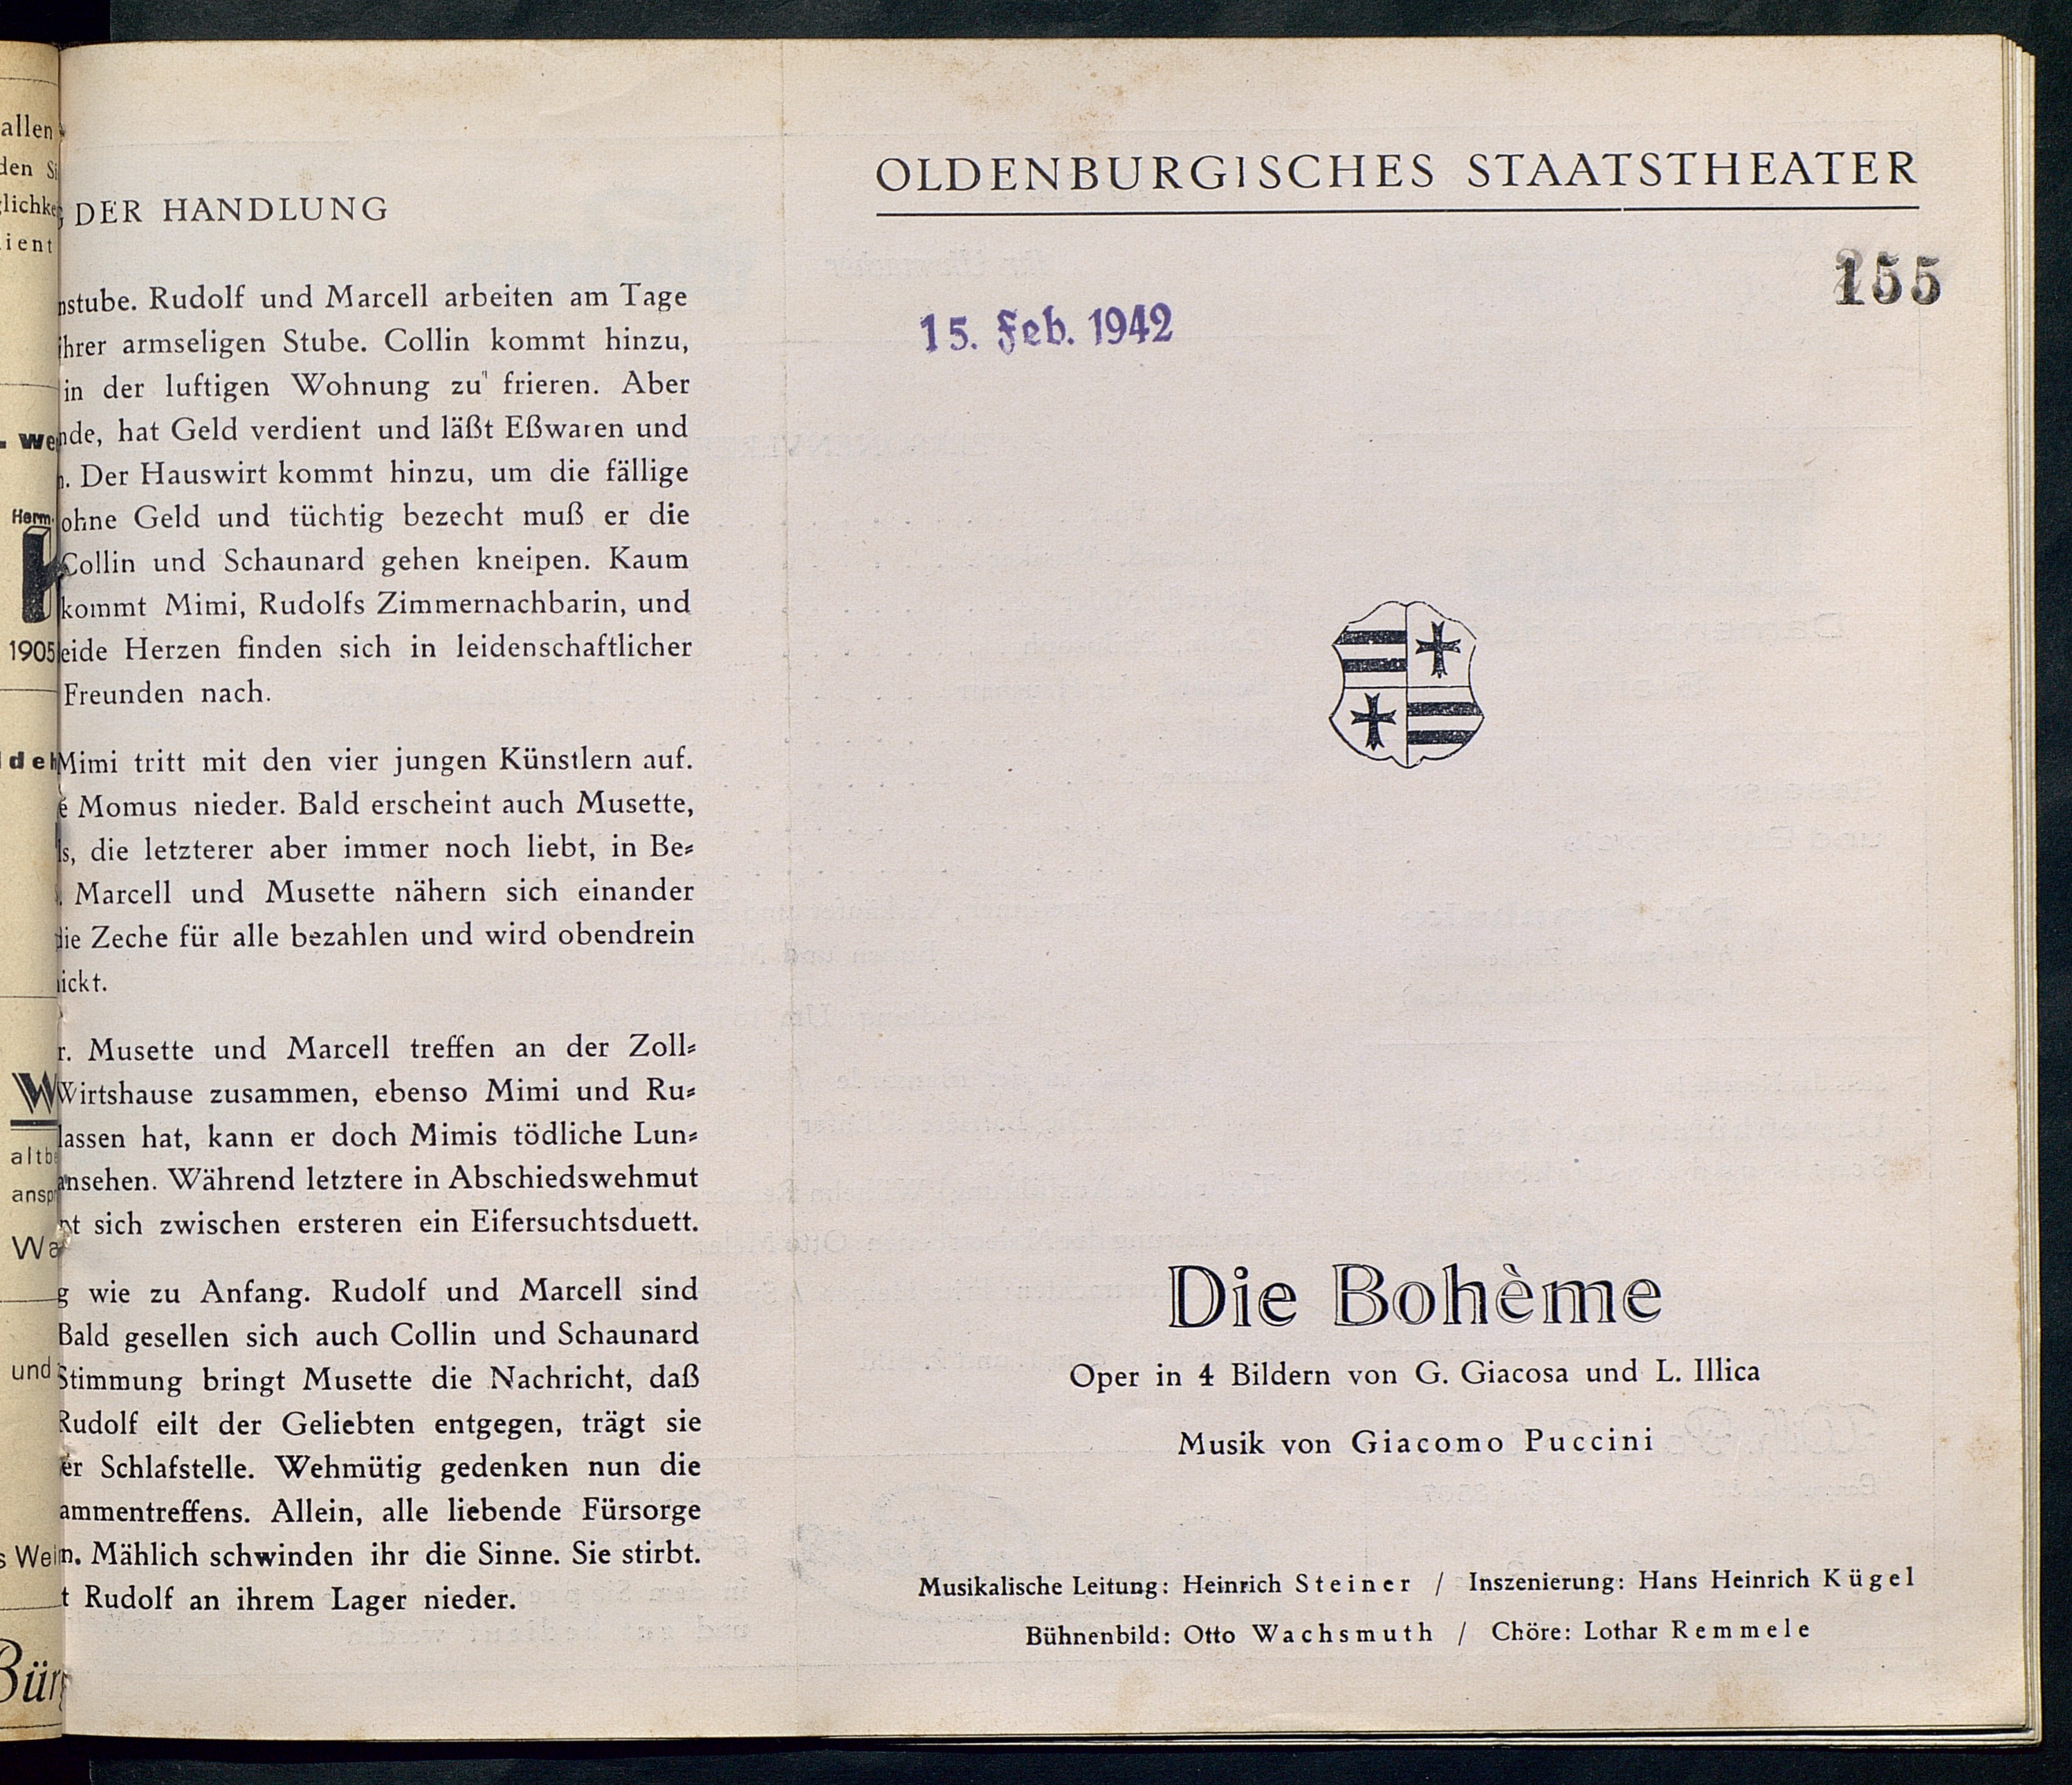 DER HANDLUNG
nstube. Rudolf und Marcell arbeiten am Tage
ihrer armseligen Stube. Collin kommt hinzu,
in der luftigen Wohnung zu frieren. Aber
nde, hat Geld verdient und läßt Eßwaren und
n. Der Hauswirt kommt hinzu, um die fällige
ohne Geld und tüchtig bezecht muß er die
Collin und Schaunard gehen kneipen. Kaum
kommt Mimi, Rudolfs Zimmernachbarin, und
eide Herzen finden sich in leidenschaftlicher
Freunden nach.
Mimi tritt mit den vier jungen Künstlern auf.
é Momus nieder. Bald erscheint auch Musette,
ls, die letzterer aber immer noch liebt, in Be⸗
Marcell und Musette nähern sich einander
die Zeche für alle bezahlen und wird obendrein
ickt.
r. Musette und Marcell treffen an der Zoll⸗
Wirtshause zusammen, ebenso Mimi und Ru⸗
lassen hat, kann er doch Mimis tödliche Lun⸗
ansehen. Während letztere in Abschiedswehmut
nt sich zwischen ersteren ein Eifersuchtsduett.
g wie zu Anfang. Rudolf und Marcell sind
Bald gesellen sich auch Collin und Schaunard
Stimmung bringt Musette die Nachricht, daß
Rudolf eilt der Geliebten entgegen, trägt sie
er Schlafstelle. Wehmütig gedenken nun die
ammentreffens. Allein, alle liebende Fürsorge
n. Mählich schwinden ihr die Sinne. Sie stirbt.
t Rudolf an ihrem Lager nieder.
OLDENBURGISCHES STAATSTHEATER
155
15. Feb. 1942
Die Bohème
Oper in 4 Bildern von G. Giacosa und L. Illica
Musik von Giacomo Puccini
Musikalische Leitung: Heinrich Steiner / Inszenierung: Hans Heinrich Kügel
Bühnenbild: Otto Wachsmuth / Chöre: Lothar Remmele
allen
1905
und